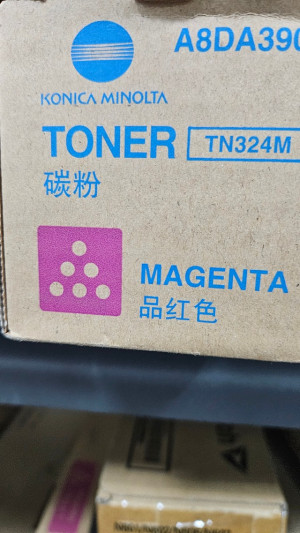 A8DA390
KONICA MINOLTA
TONER
TN324M
碳粉
MAGENTA
品红色